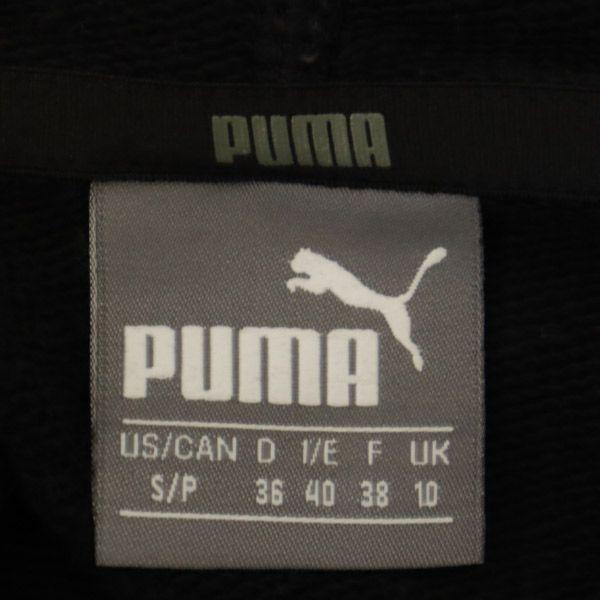 PUMA
PUMA
US/CAN D I/E F UK
S/P 36 40 38 10